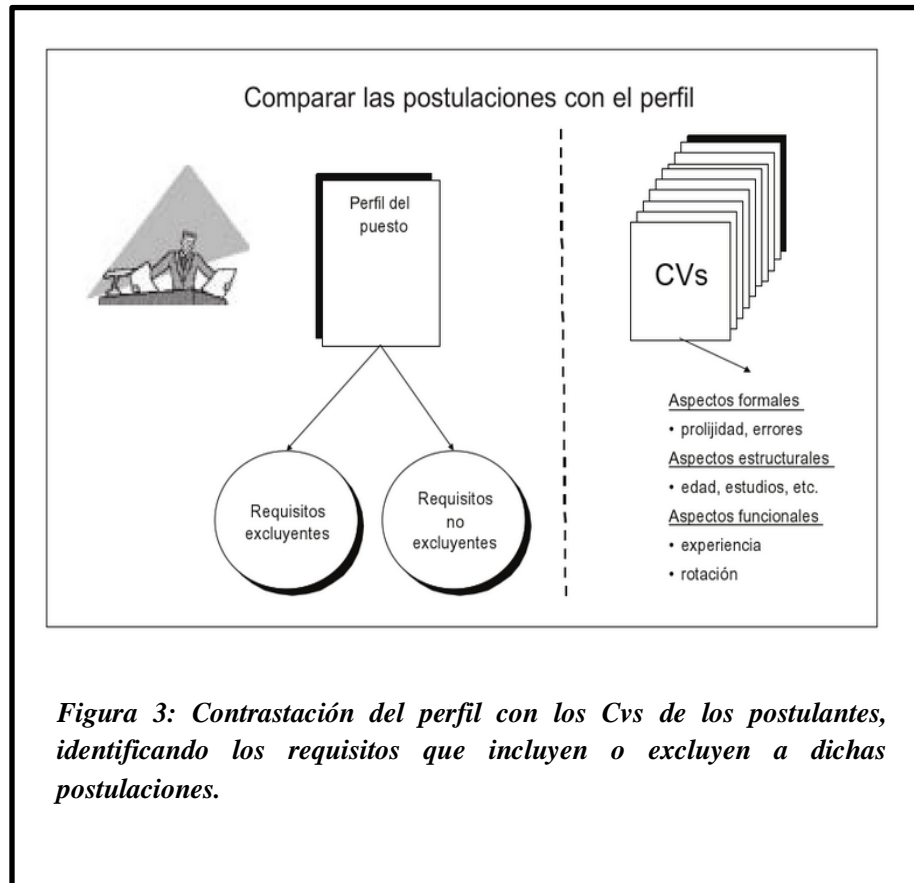 Comparar las postulaciones con el perfil
Perfil del
puesto
Requisitos
excluyentes
Requisitos
no
excluyentes
CVs
Aspectos formales
• prolijidad, errores
Aspectos estructurales
• edad, estudios, etc.
Aspectos funcionales
• experiencia
• rotación
Figura 3: Contrastación del perfil con los Cvs de los postulantes,
identificando los requisitos que incluyen o excluyen a dichas
postulaciones.